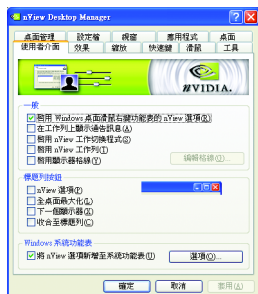 nView Desktop Manager
桌面管理 設定檔 視窗 應用程式 桌面
使用者介面 效果 縮放 快速鍵 滑鼠 工具
nVIDIA.
一般
啓用 Windows 桌面滑鼠右鍵功能表的 nView 選項(R)
在工作列上顯示通告訊息(A)
啓用 nView 工作切換程式(S)
啓用 nView 工作列(T)
啓用顯示器格線(Y)
編輯格線(D)...
標題列按鈕
nView 選項(P)
全桌面最大化(L)
下一個顯示器(X)
收合至標題列(C)
Windows 系統功能表
將 nView 選項新增至系統功能表(U)
選項(O)...
確定 取消 套用(A)